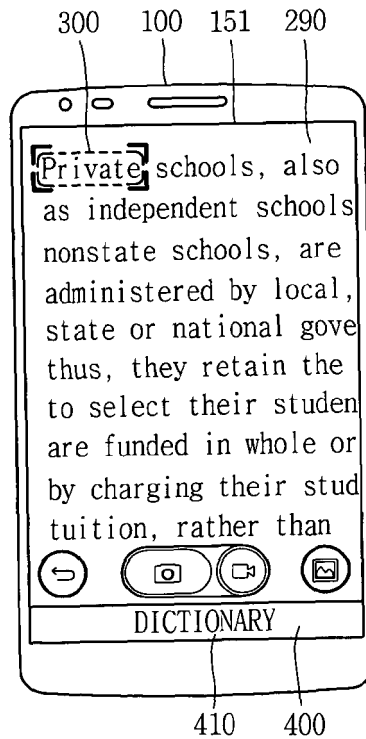 300 100 151 290
Private schools, also
as independent schools
nonstate schools, are
administered by local,
state or national gove
thus, they retain the
to select their studen
are funded in whole or
by charging their stud
tuition, rather than
DICTIONARY
410 400